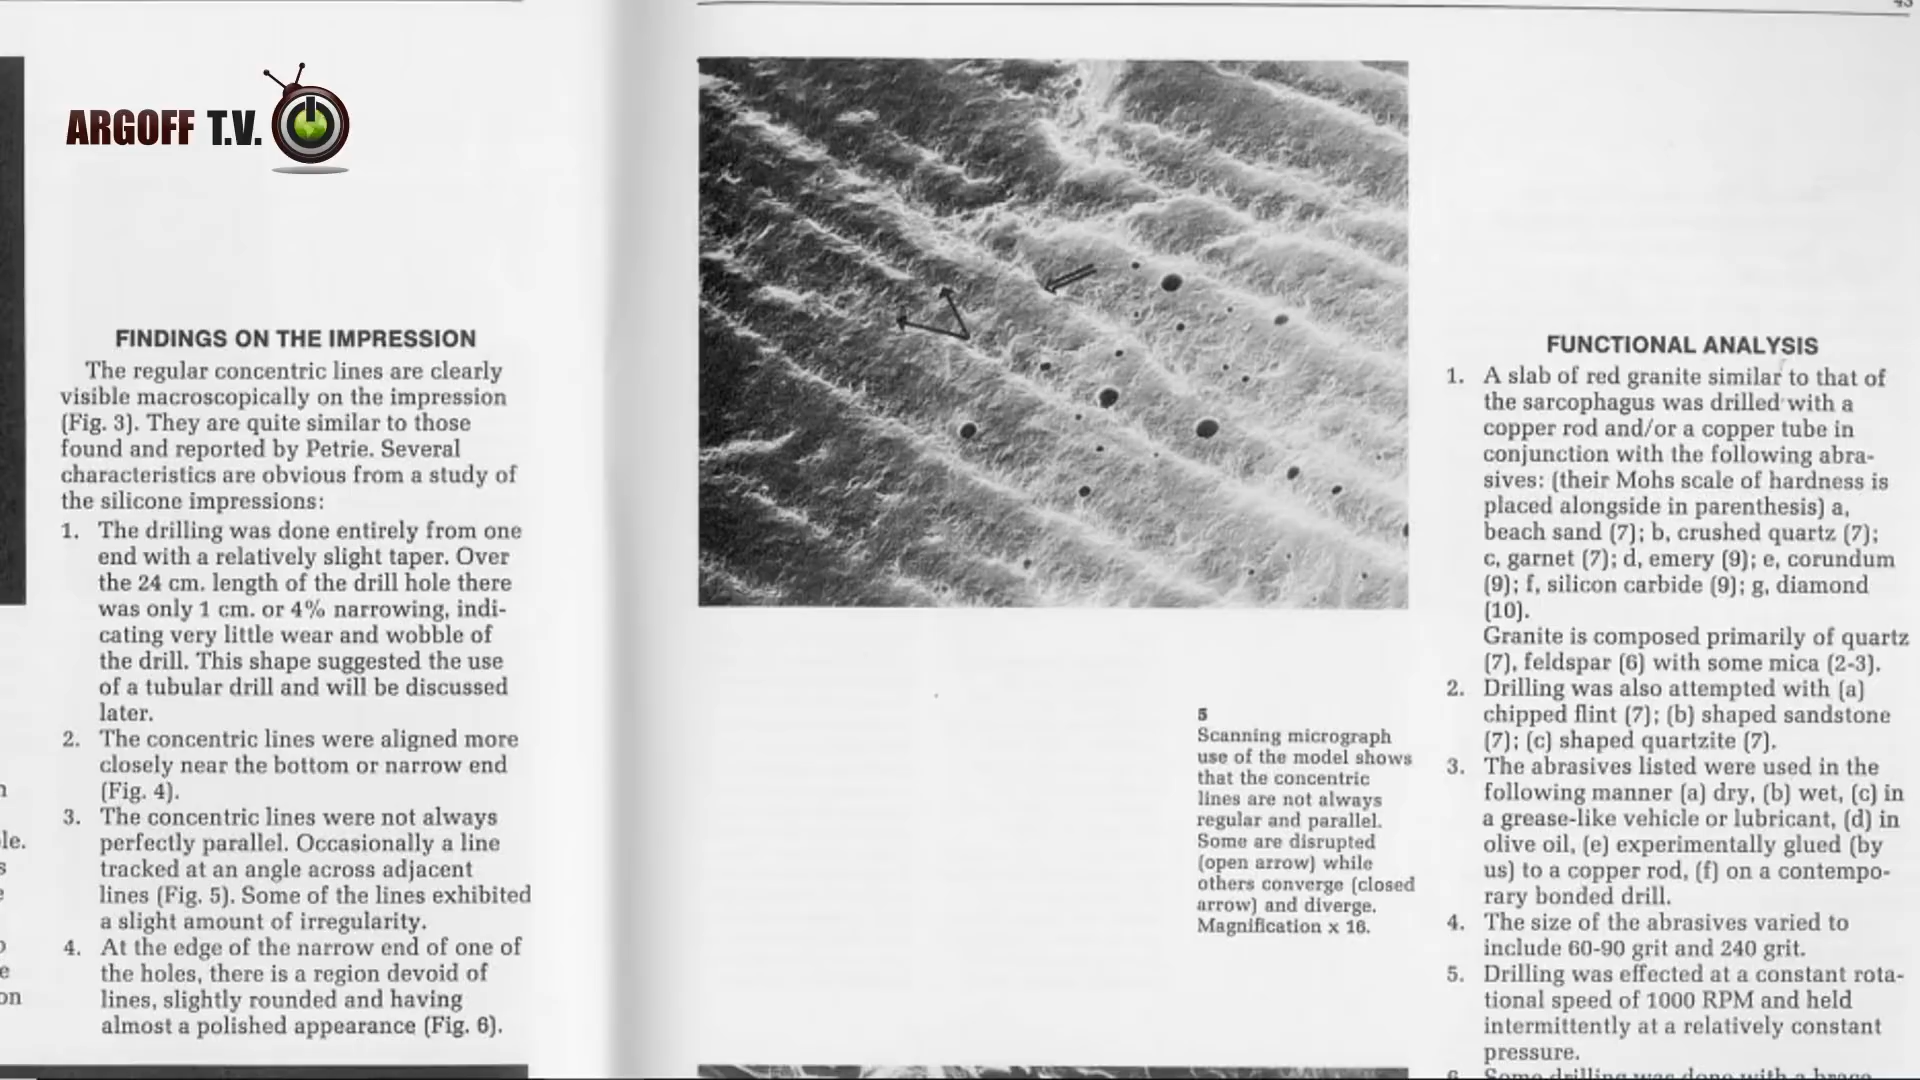 43
ARGOFF T.V.
FINDINGS ON THE IMPRESSION
The regular concentric lines are clearly
visible macroscopically on the impression
(Fig. 3). They are quite similar to those
found and reported by Petrie. Several
characteristics are obvious from a study of
the silicone impressions:
1. The drilling was done entirely from one
end with a relatively slight taper. Over
the 24 cm. length of the drill hole there
was only 1 cm. or 4% narrowing, indi-
cating very little wear and wobble of
the drill. This shape suggested the use
of a tubular drill and will be discussed
later.
2. The concentric lines were aligned more
closely near the bottom or narrow end
(Fig. 4).
3. The concentric lines were not always
perfectly parallel. Occasionally a line
tracked at an angle across adjacent
lines (Fig. 5). Some of the lines exhibited
a slight amount of irregularity.
4. At the edge of the narrow end of one of
the holes, there is a region devoid of
lines, slightly rounded and having
almost a polished appearance (Fig. 6).
5
Scanning micrograph
use of the model shows
that the concentric
lines are not always
regular and parallel.
Some are disrupted
(open arrow) while
others converge (closed
arrow) and diverge.
Magnification x 16.
FUNCTIONAL ANALYSIS
1. A slab of red granite similar to that of
the sarcophagus was drilled with a
copper rod and/or a copper tube in
conjunction with the following abra-
sives: (their Mohs scale of hardness is
placed alongside in parenthesis) a,
beach sand (7); b, crushed quartz (7);
c, garnet (7); d, emery (9); e, corundum
(9); f, silicon carbide (9); g, diamond
(10).
Granite is composed primarily of quartz
(7), feldspar (6) with some mica (2-3).
2. Drilling was also attempted with (a)
chipped flint (7); (b) shaped sandstone
(7); (c) shaped quartzite (7).
3. The abrasives listed were used in the
following manner (a) dry, (b) wet, (c) in
a grease-like vehicle or lubricant, (d) in
olive oil, (e) experimentally glued (by
us) to a copper rod, (f) on a contempo-
rary bonded drill.
4. The size of the abrasives varied to
include 60-90 grit and 240 grit.
5. Drilling was effected at a constant rota-
tional speed of 1000 RPM and held
intermittently at a relatively constant
pressure.
6. Some drilling was done with a brace